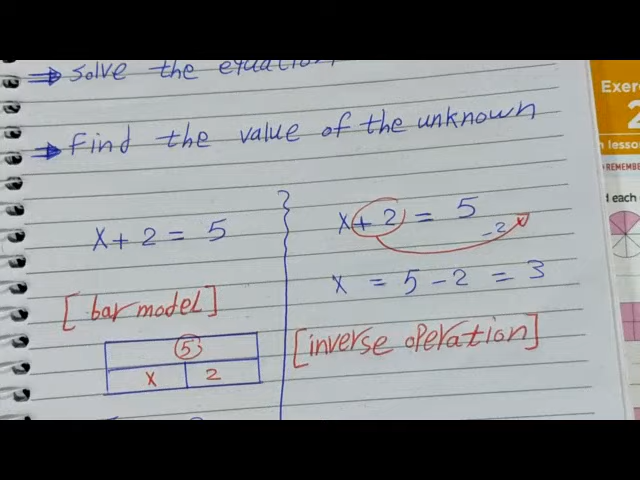 ⇒ Solve the equation
⇒ Find the value of the unknown
x + 2 = 5
[bar model]
5
x 2
x + 2 = 5
-2
x = 5 - 2 = 3
[inverse operation]
Exer
2
n lesso
REMEMBE
each